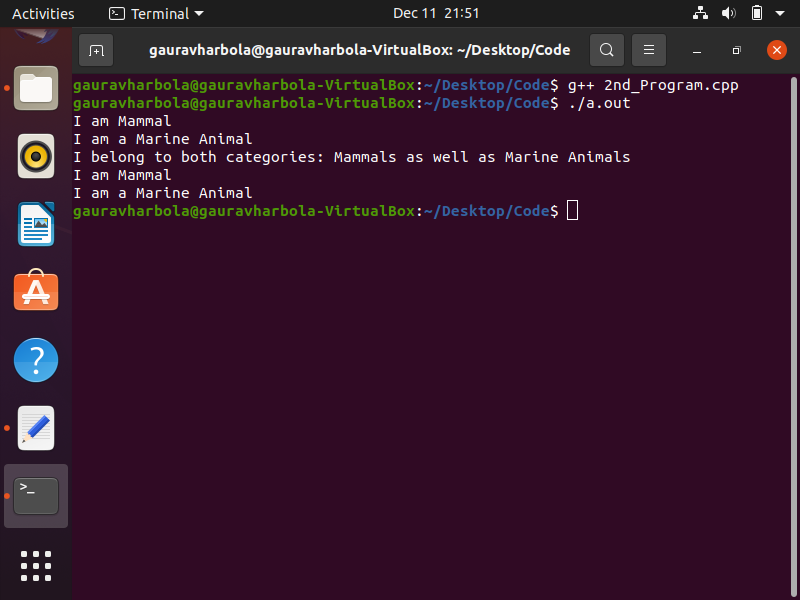 Activities Terminal Dec 11 21:51
gauravharbola@gauravharbola-VirtualBox: ~/Desktop/Code
gauravharbola@gauravharbola-VirtualBox:~/Desktop/Code$ g++ 2nd_Program.cpp
gauravharbola@gauravharbola-VirtualBox:~/Desktop/Code$ ./a.out
I am Mammal
I am a Marine Animal
I belong to both categories: Mammals as well as Marine Animals
I am Mammal
I am a Marine Animal
gauravharbola@gauravharbola-VirtualBox:~/Desktop/Code$